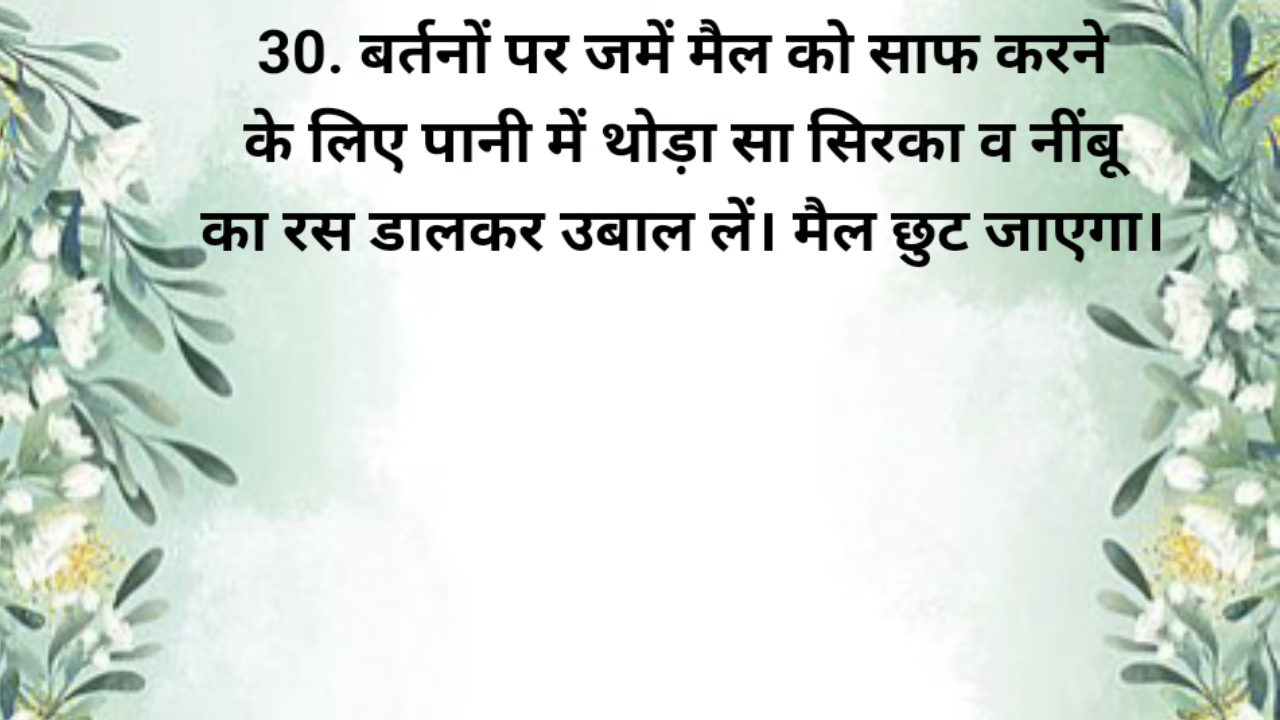 30. बर्तनों पर जमें मैल को साफ करने
के लिए पानी में थोड़ा सा सिरका व नींबू
का रस डालकर उबाल लें। मैल छुट जाएगा।